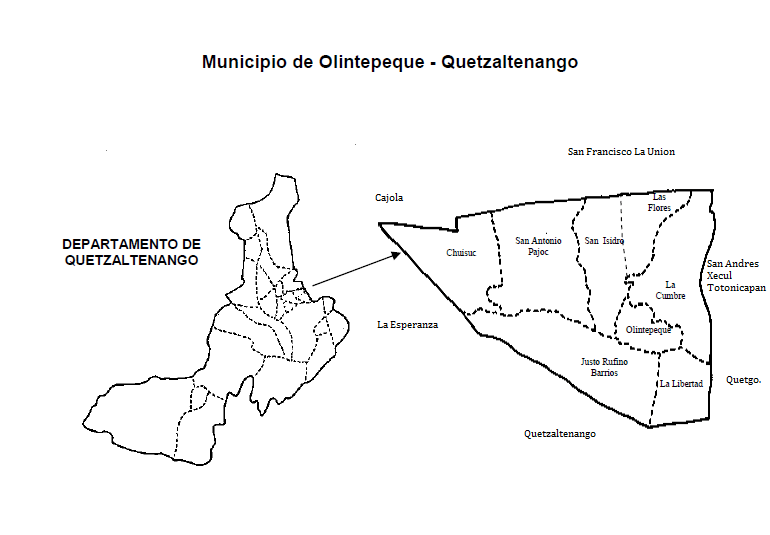 Municipio de Olintepeque - Quetzaltenango
San Francisco La Union
Cajola
Las
Flores
DEPARTAMENTO DE
QUETZALTENANGO
Chuisuc
San Antonio
Pajoc
San Isidro
San Andres
Xecul
Totonicapan
La
Cumbre
La Esperanza
Olintepeque
Justo Rufino
Barrios
La Libertad
Quetgo.
Quetzaltenango